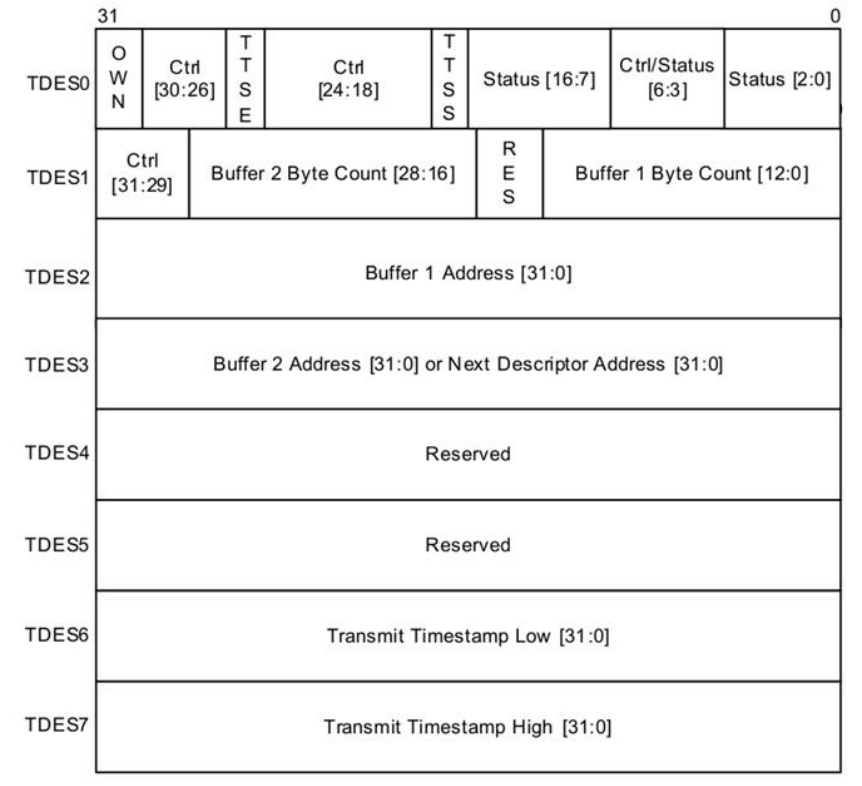 31 0
TDES0
OWN
Ctrl
[30:26]
TTSE
Ctrl
[24:18]
TTSS
Status [16:7]
Ctrl/Status
[6:3]
Status [2:0]
TDES1
Ctrl
[31:29]
Buffer 2 Byte Count [28:16]
RES
Buffer 1 Byte Count [12:0]
TDES2
Buffer 1 Address [31:0]
TDES3
Buffer 2 Address [31:0] or Next Descriptor Address [31:0]
TDES4
Reserved
TDES5
Reserved
TDES6
Transmit Timestamp Low [31:0]
TDES7
Transmit Timestamp High [31:0]